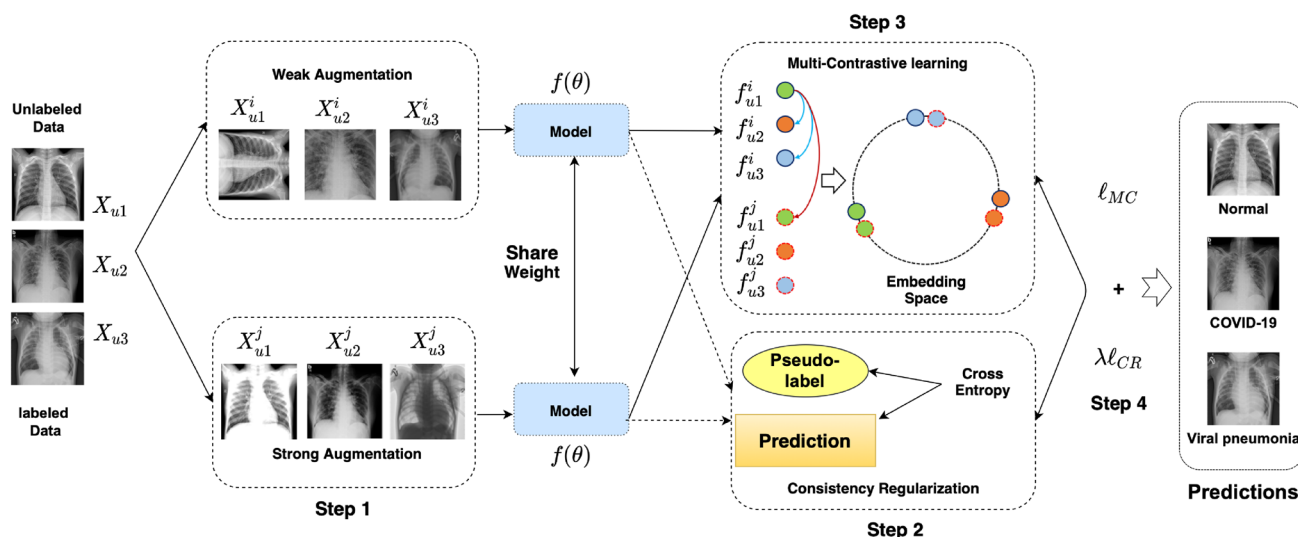 Unlabeled
Data
X_{u1}
X_{u2}
X_{u3}
labeled
Data
Weak Augmentation
X^i_{u1} X^i_{u2} X^i_{u3}
X^j_{u1} X^j_{u2} X^j_{u3}
Strong Augmentation
Step 1
f(θ)
Model
Share
Weight
Model
f(θ)
Step 3
Multi-Contrastive learning
f^i_{u1}
f^i_{u2}
f^i_{u3}
f^j_{u1}
f^j_{u2}
f^j_{u3}
Embedding
Space
Pseudo-
label
Cross
Entropy
Prediction
Consistency Regularization
Step 2
ℓ_{MC}
+
λℓ_{CR}
Step 4
Normal
COVID-19
Viral pneumonia
Predictions